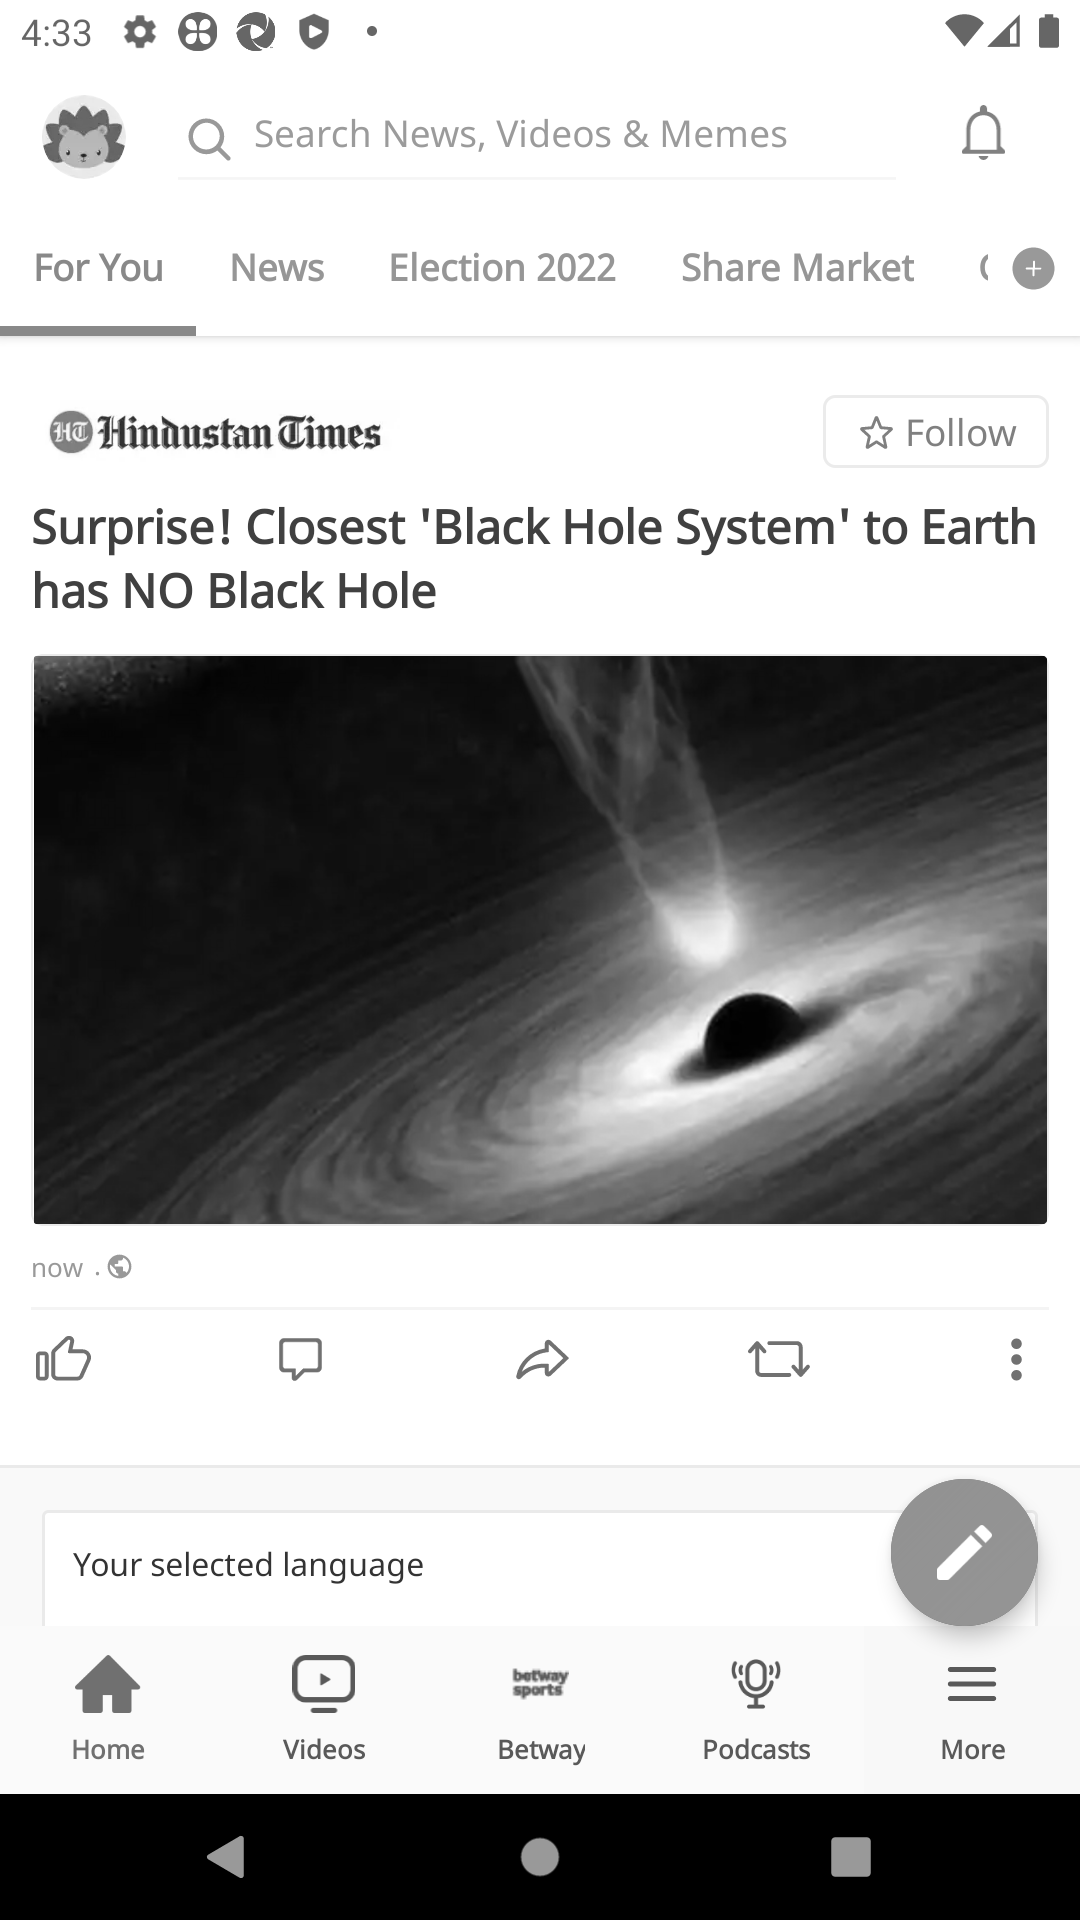 4:33
Search News, Videos & Memes
For You News Election 2022 Share Market
HT Hindustan Times
Follow
Surprise! Closest 'Black Hole System' to Earth
has NO Black Hole
now .
Your selected language
betway
sports
Home Videos Betway Podcasts More